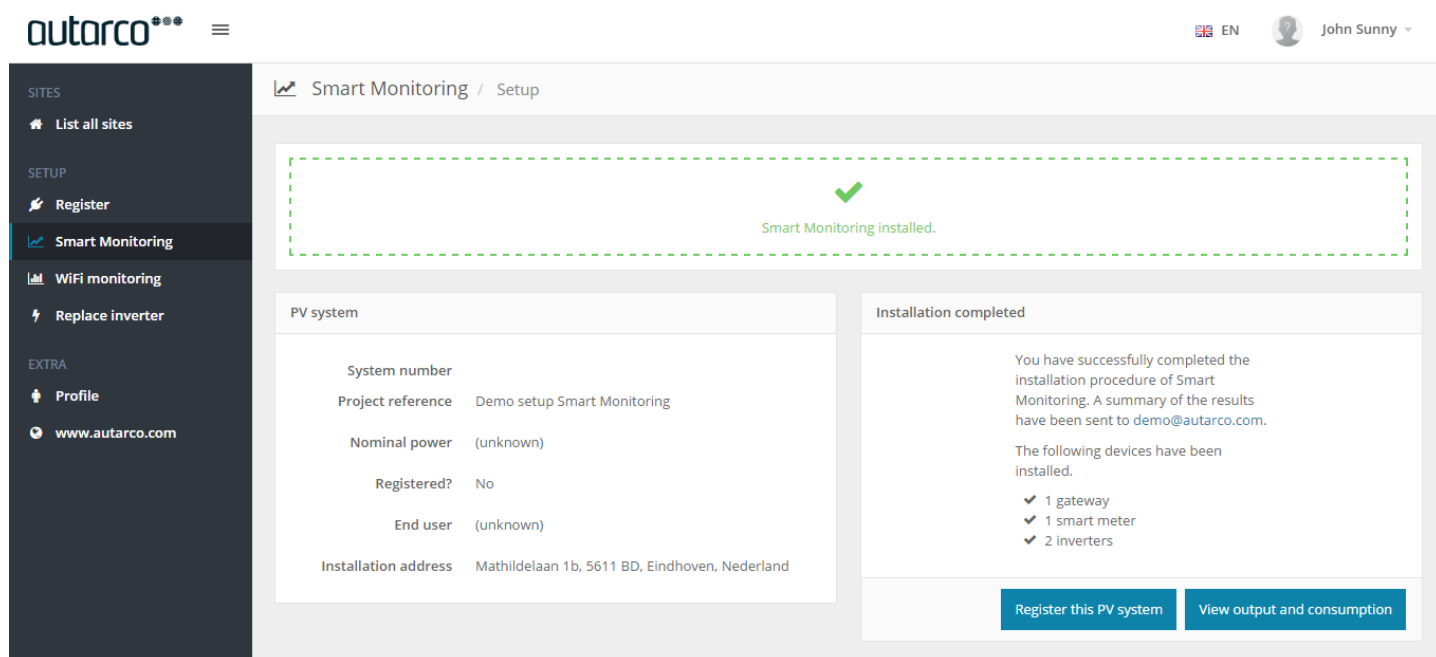 autarco
EN
John Sunny
SITES
List all sites
SETUP
Register
Smart Monitoring
WiFi monitoring
Replace inverter
EXTRA
Profile
www.autarco.com
Smart Monitoring / Setup
Smart Monitoring installed.
PV system
System number
Project reference Demo setup Smart Monitoring
Nominal power (unknown)
Registered? No
End user (unknown)
Installation address Mathildelaan 1b, 5611 BD, Eindhoven, Nederland
Installation completed
You have successfully completed the
installation procedure of Smart
Monitoring. A summary of the results
have been sent to demo@autarco.com.
The following devices have been
installed.
1 gateway
1 smart meter
2 inverters
Register this PV system
View output and consumption